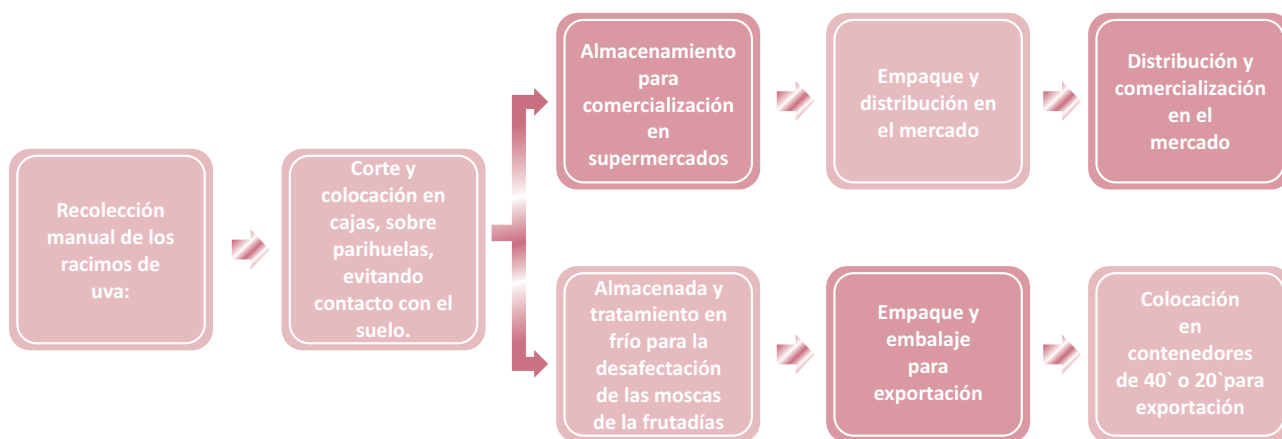 Recolección
manual de los
racimos de
uva:
Corte y
colocación en
cajas, sobre
parihuelas,
evitando
contacto con el
suelo.
Almacenamiento
para
comercialización
en
supermercados
Empaque y
distribución en
el mercado
Distribución y
comercialización
en el
mercado
Almacenada y
tratamiento en
frío para la
desafectación
de las moscas
de la frutadías
Empaque y
embalaje
para
exportación
Colocación
en
contenedores
de 40` o 20`para
exportación